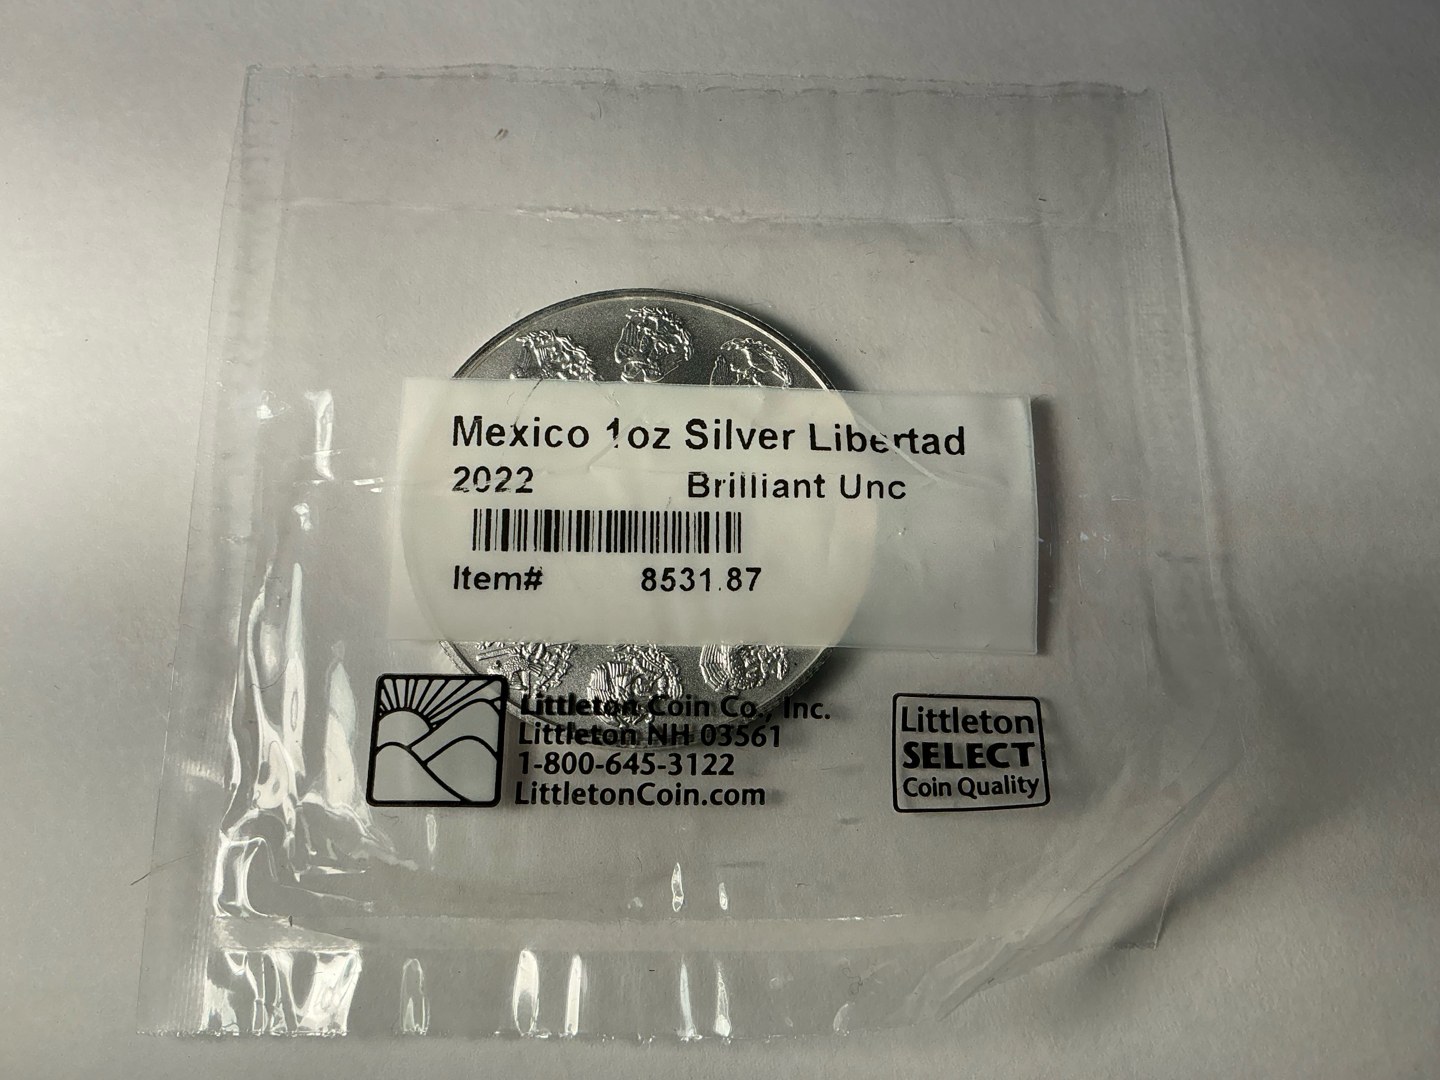 Mexico 1oz Silver Libertad
2022 Brilliant Unc
Item# 8531.87
Littleton Coin Co., Inc.
Littleton NH 03561
1-800-645-3122
LittletonCoin.com
Littleton
SELECT
Coin Quality